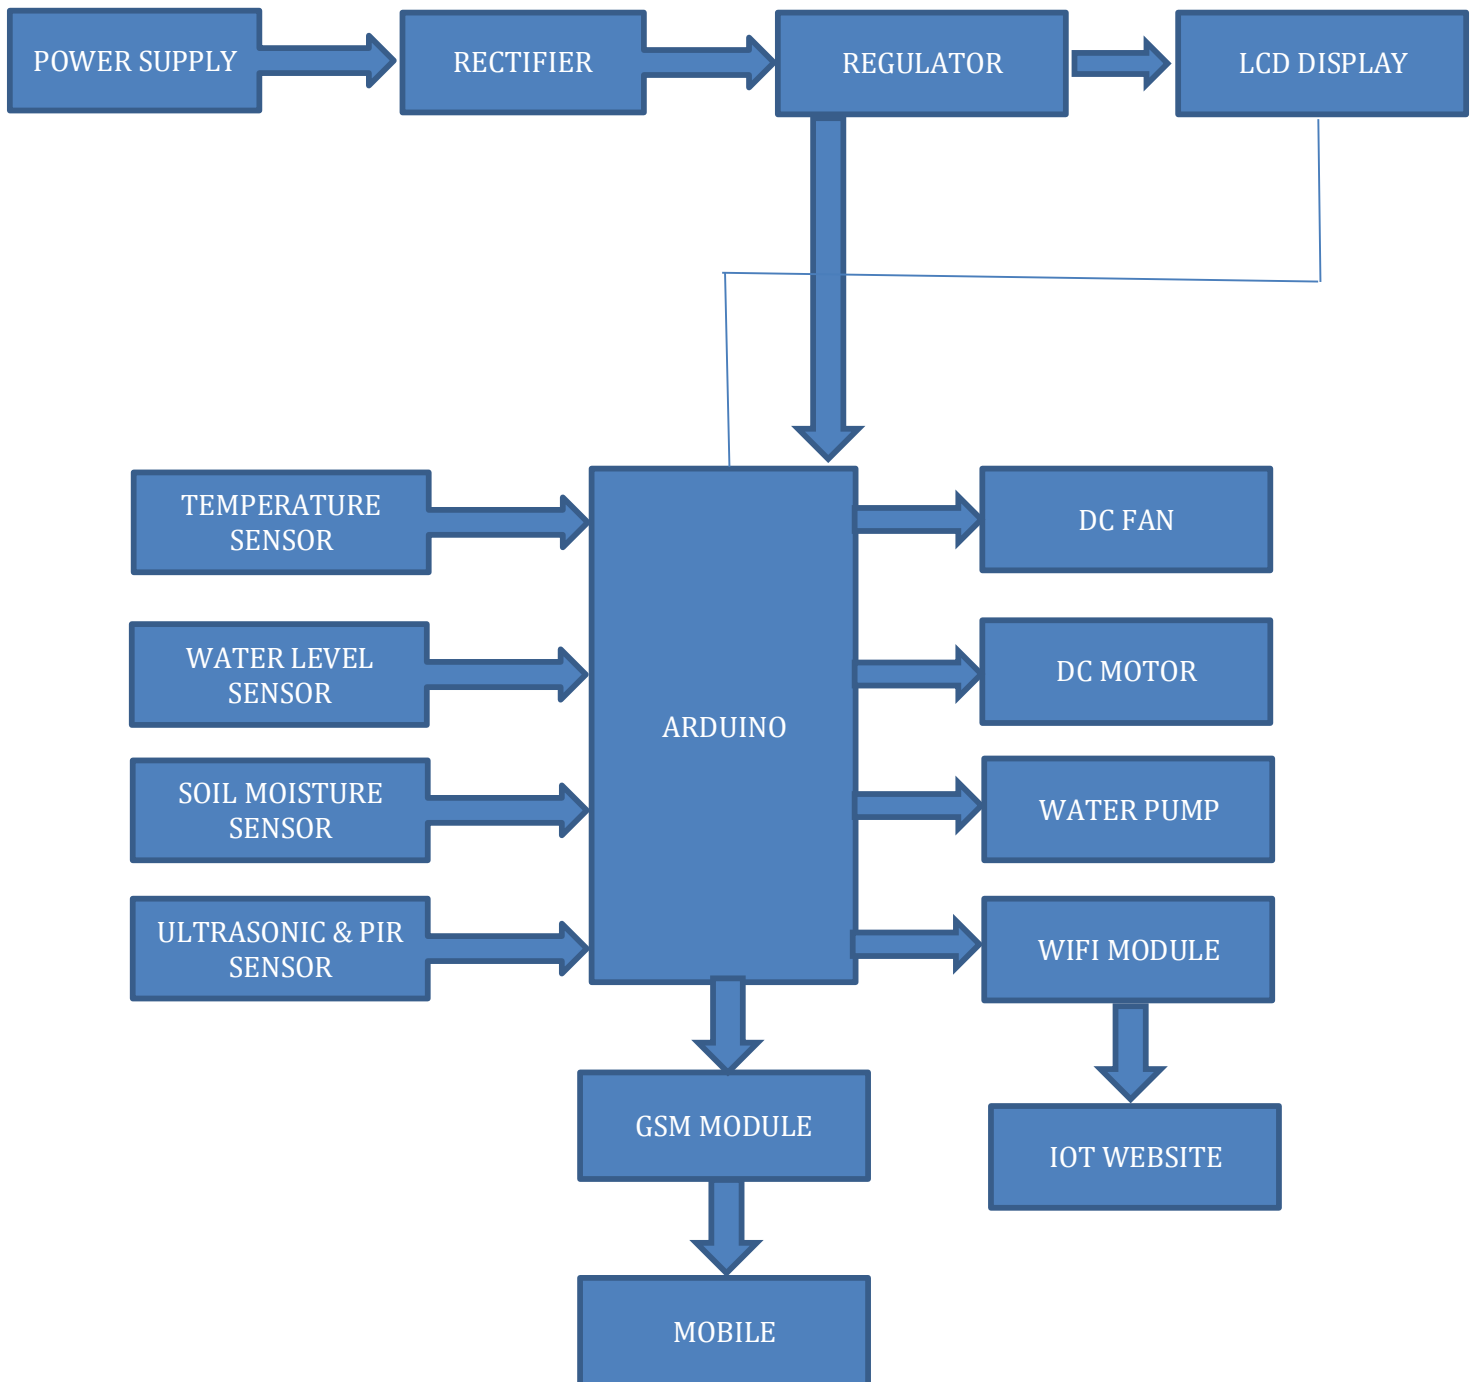 POWER SUPPLY
RECTIFIER
REGULATOR
LCD DISPLAY
TEMPERATURE
SENSOR
DC FAN
WATER LEVEL
SENSOR
DC MOTOR
ARDUINO
SOIL MOISTURE
SENSOR
WATER PUMP
ULTRASONIC & PIR
SENSOR
WIFI MODULE
GSM MODULE
IOT WEBSITE
MOBILE